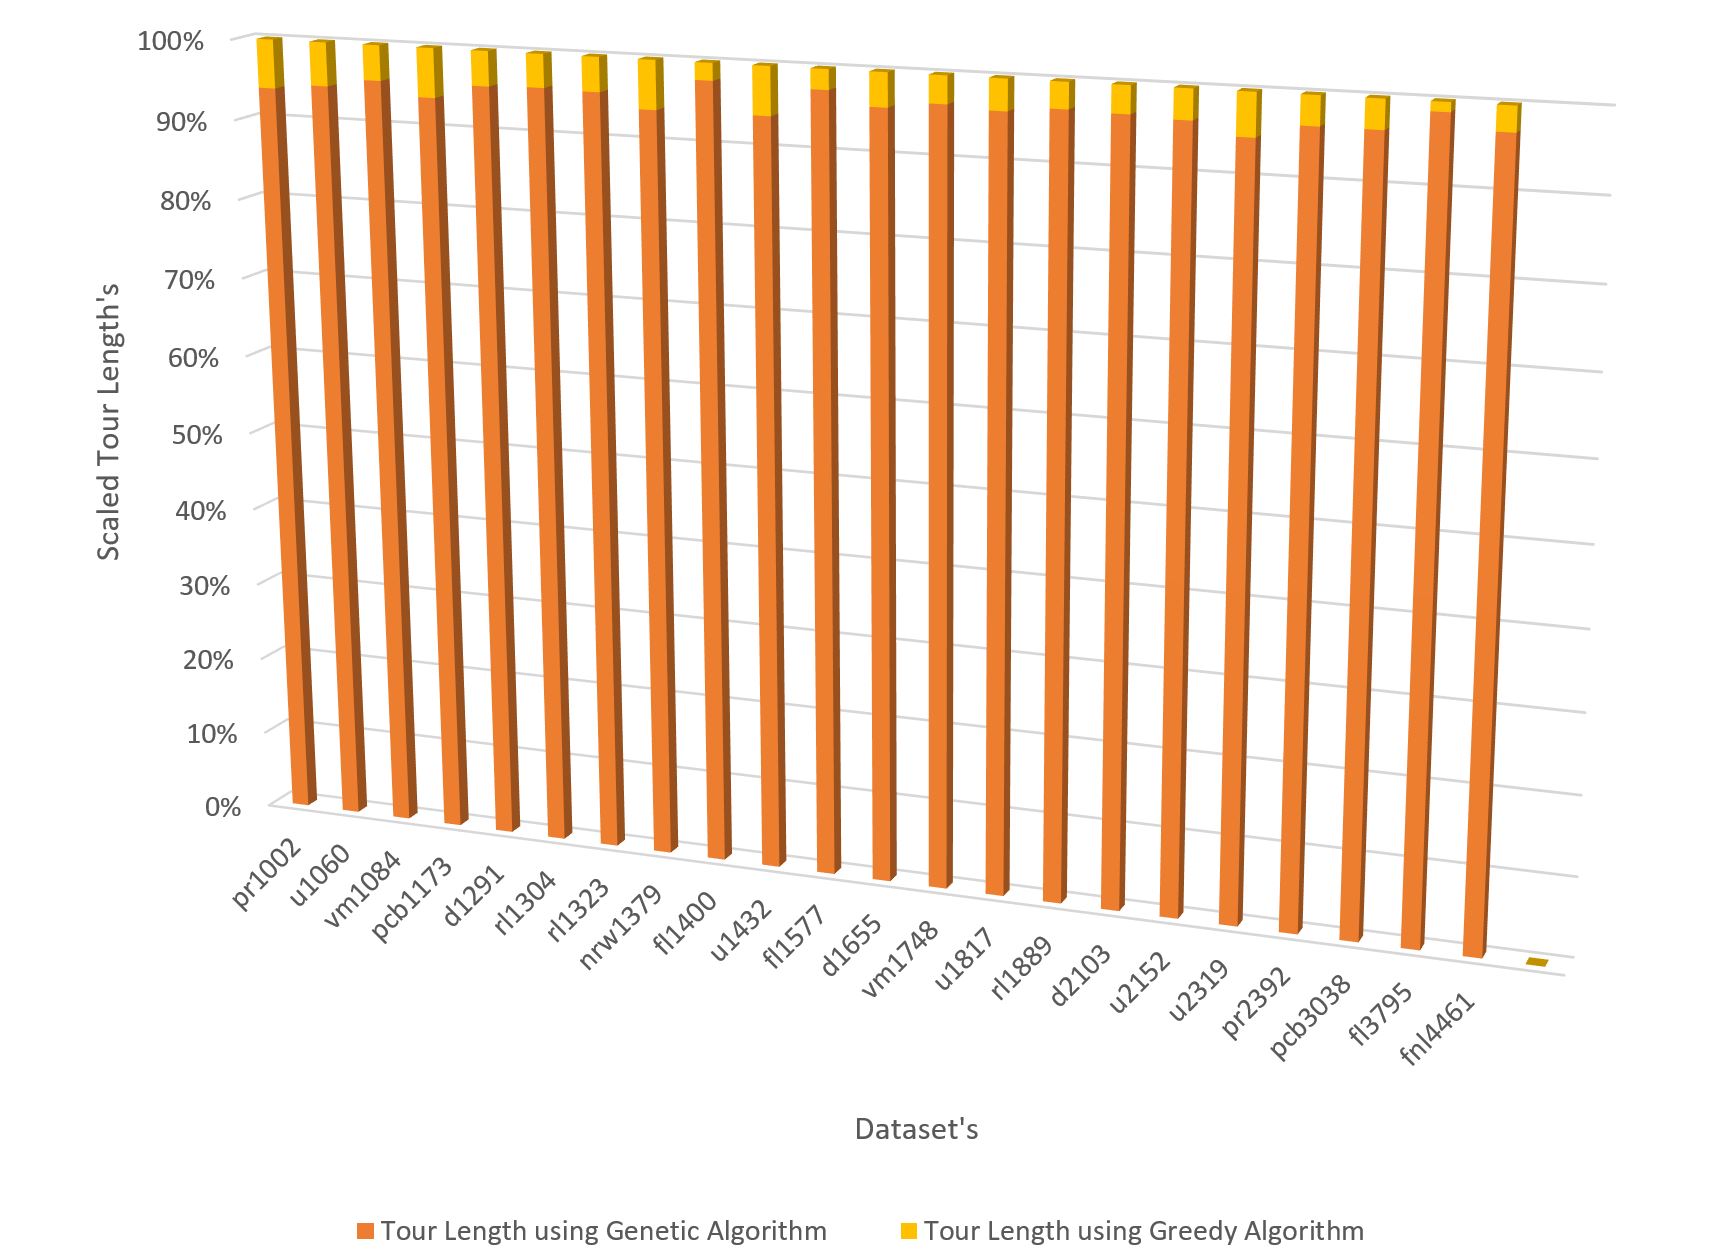 100%
90%
80%
70%
60%
50%
40%
30%
20%
10%
0%
Scaled Tour Length's
pr1002
u1060
vm1084
pcb1173
d1291
rl1304
rl1323
nrw1379
fl1400
u1432
fl1577
d1655
vm1748
u1817
rl1889
d2103
u2152
u2319
pr2392
pcb3038
fl3795
fnl4461
Dataset's
Tour Length using Genetic Algorithm
Tour Length using Greedy Algorithm